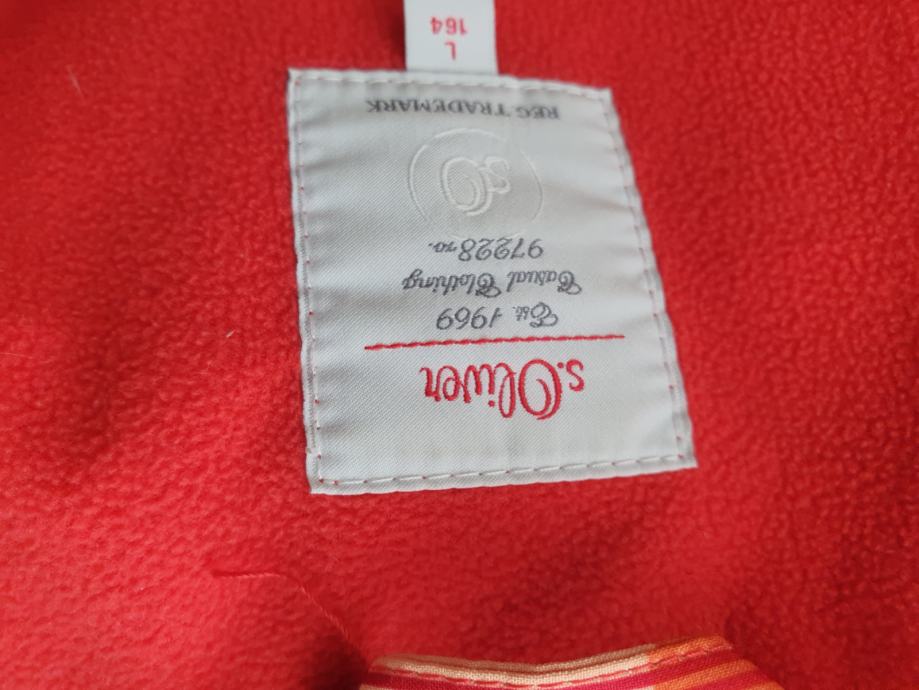 s.Oliver
Est. 1969
Casual Clothing
97228 ro.
sO
REG TRADEMARK
L
164